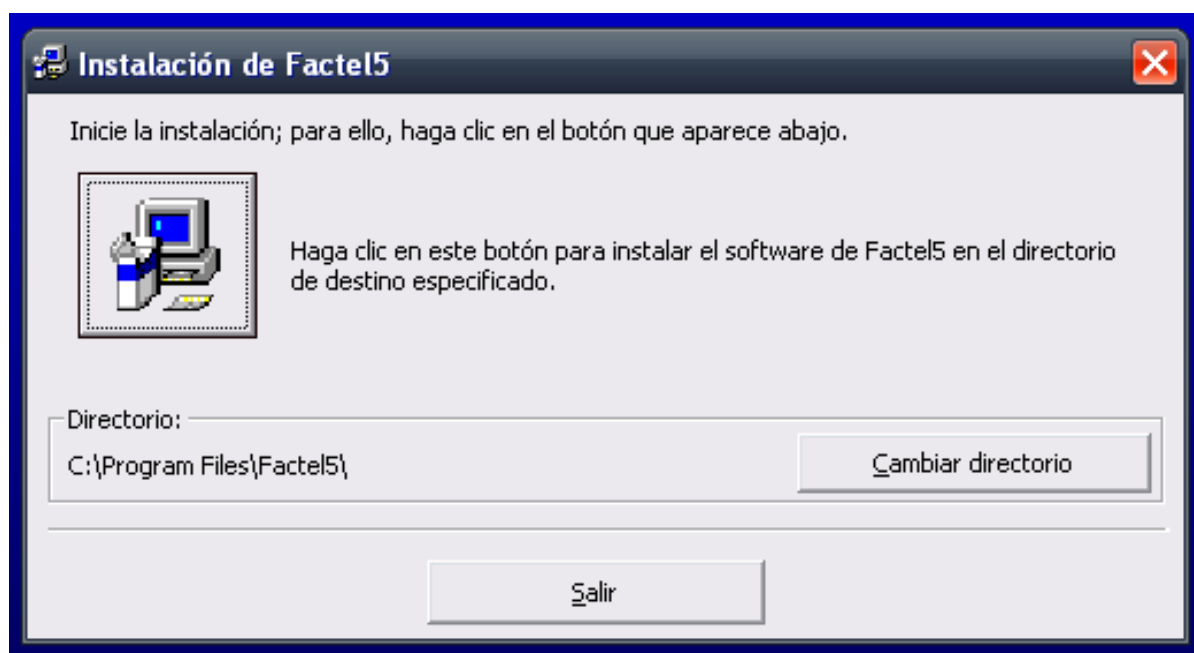 Instalación de Factel5
Inicie la instalación; para ello, haga clic en el botón que aparece abajo.
Haga clic en este botón para instalar el software de Factel5 en el directorio
de destino especificado.
Directorio:
C:\Program Files\Factel5\
Cambiar directorio
Salir